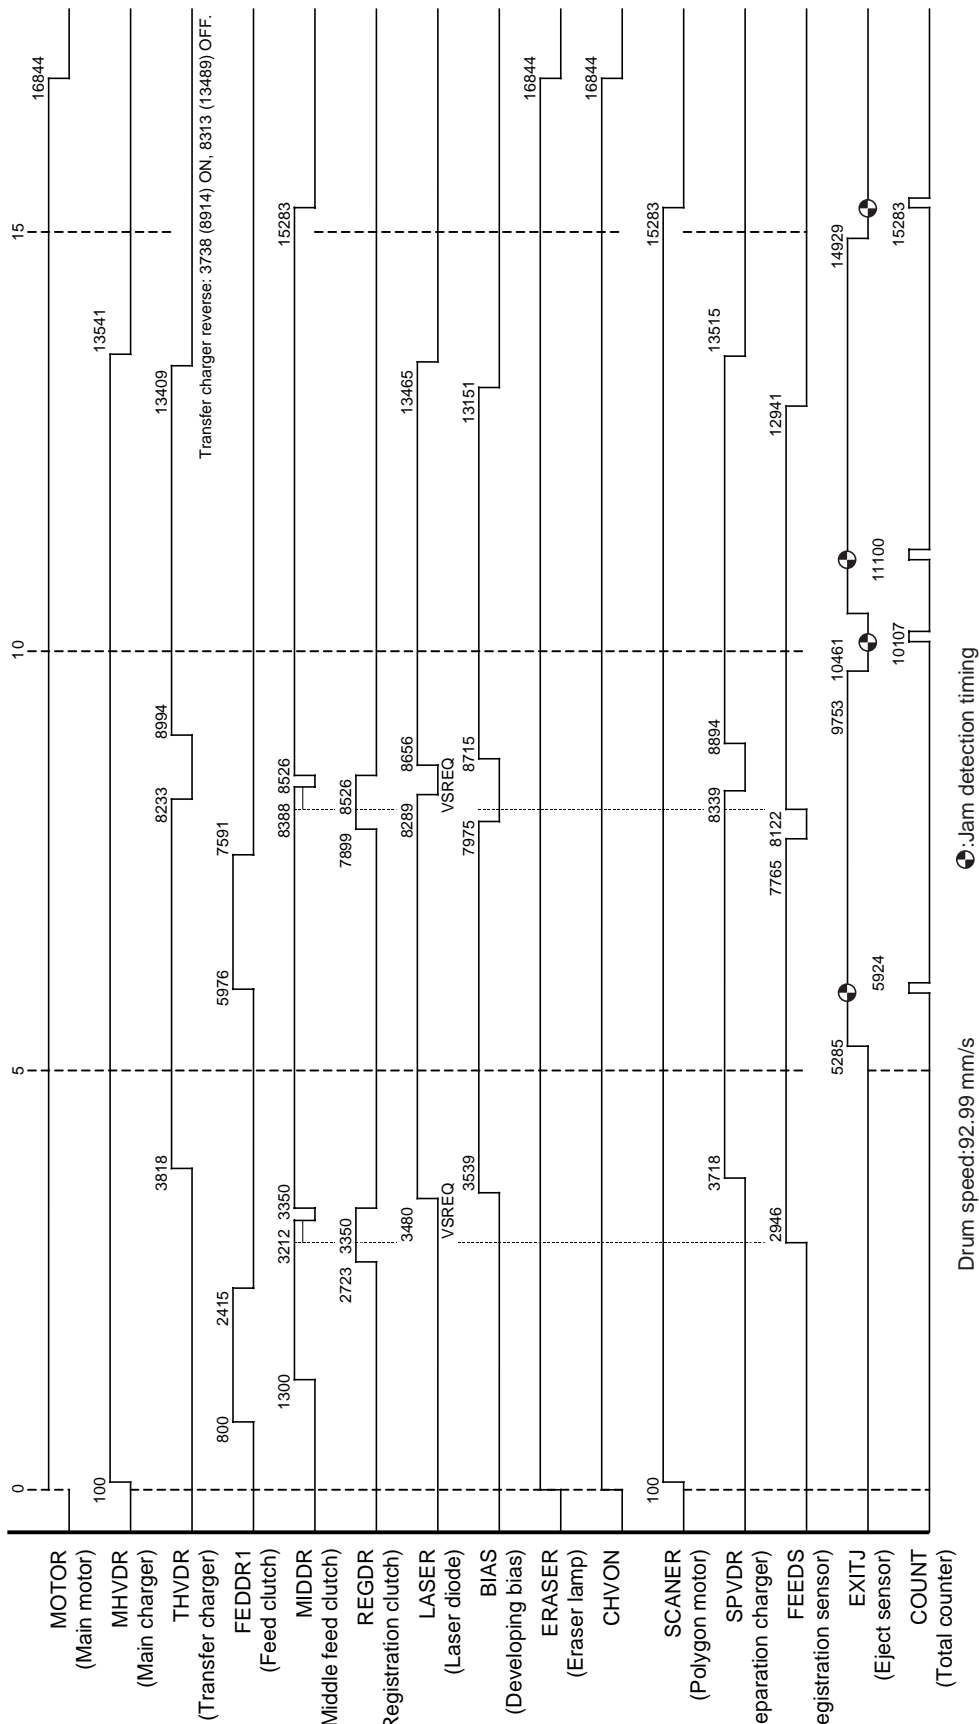 0 5 10 15
MOTOR
(Main motor)
16844
MHVDR
(Main charger)
100 13541
THVDR
(Transfer charger)
3818 8233 8994 13409
Transfer charger reverse: 3738 (8914) ON, 8313 (13489) OFF.
FEDDR1
(Feed clutch)
800 2415 5976 7591
MIDDR
Middle feed clutch)
1300 3212 3350 8388 8526 15283
REGDR
Registration clutch)
2723 3350 7899 8526
LASER
(Laser diode)
3480 8289 8656 13465
VSREQ VSREQ
BIAS
(Developing bias)
3539 7975 8715 13151
ERASER
(Eraser lamp)
16844
CHVON
16844
SCANER
(Polygon motor)
100 15283
SPVDR
eparation charger)
3718 8339 8894 13515
FEEDS
egistration sensor)
2946 7765 8122 12941
EXITJ
(Eject sensor)
5285 9753 10461 14929
COUNT
(Total counter)
5924 10107 11100 15283
Drum speed:92.99 mm/s
:Jam detection timing